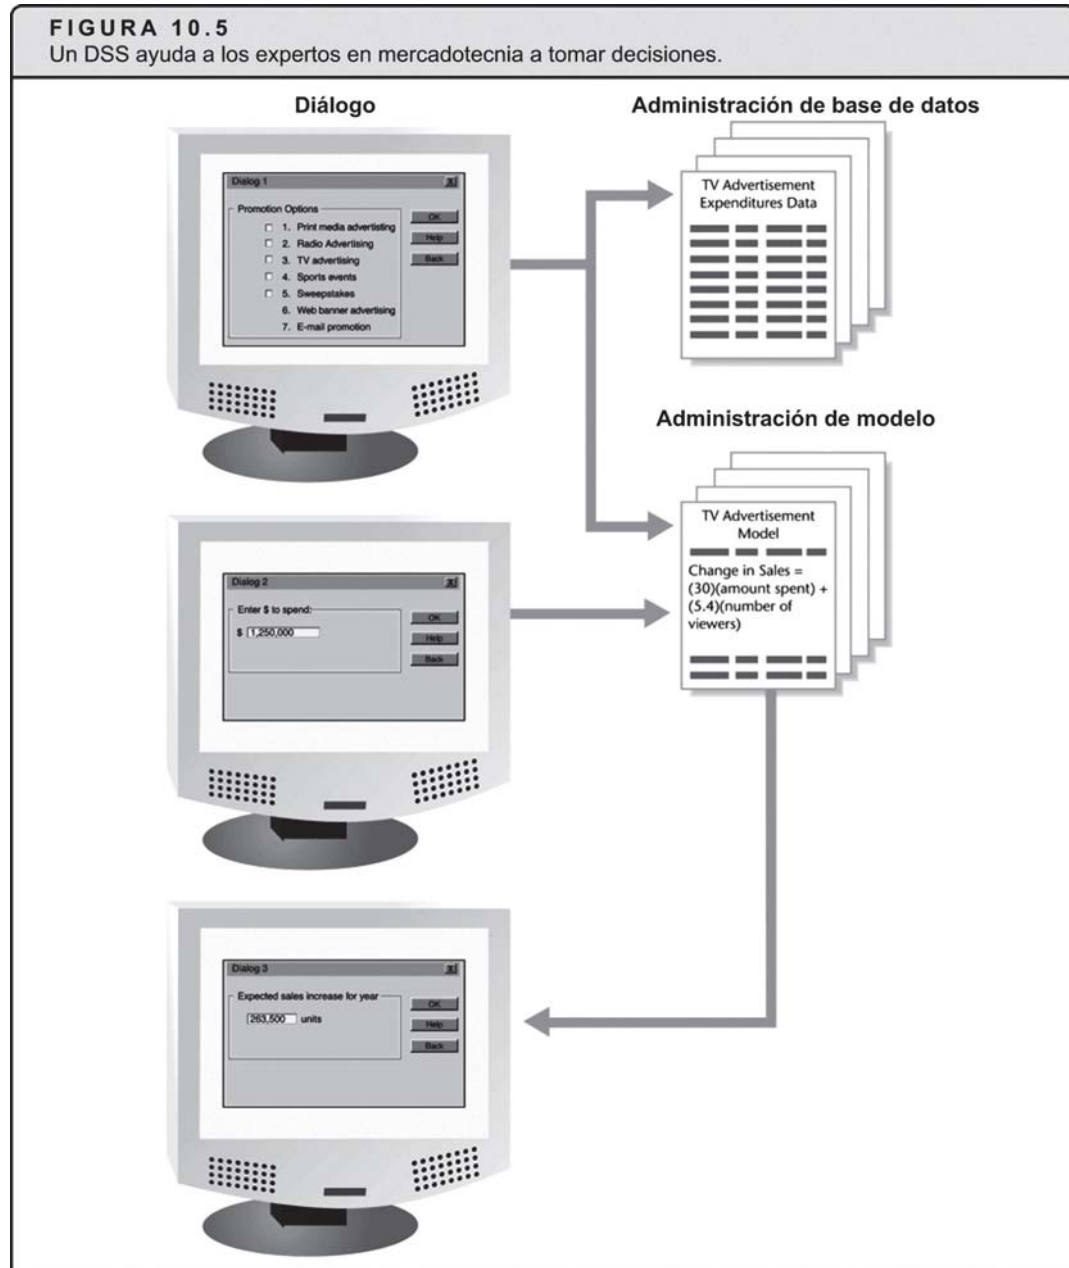 FIGURA 10.5
Un DSS ayuda a los expertos en mercadotecnia a tomar decisiones.
Diálogo
Dialog 1
X
Promotion Options
1. Print media advertisting
2. Radio Advertising
3. TV advertising
4. Sports events
5. Sweepstakes
6. Web banner advertising
7. E-mail promotion
OK
Help
Back
Administración de base de datos
TV Advertisement
Expenditures Data
Administración de modelo
TV Advertisement
Model
Change in Sales =
(30)(amount spent) +
(5.4)(number of
viewers)
Dialog 2
X
Enter $ to spend:
$ 1,250,000
OK
Help
Back
Dialog 3
X
Expected sales increase for year
263,500 units
OK
Help
Back